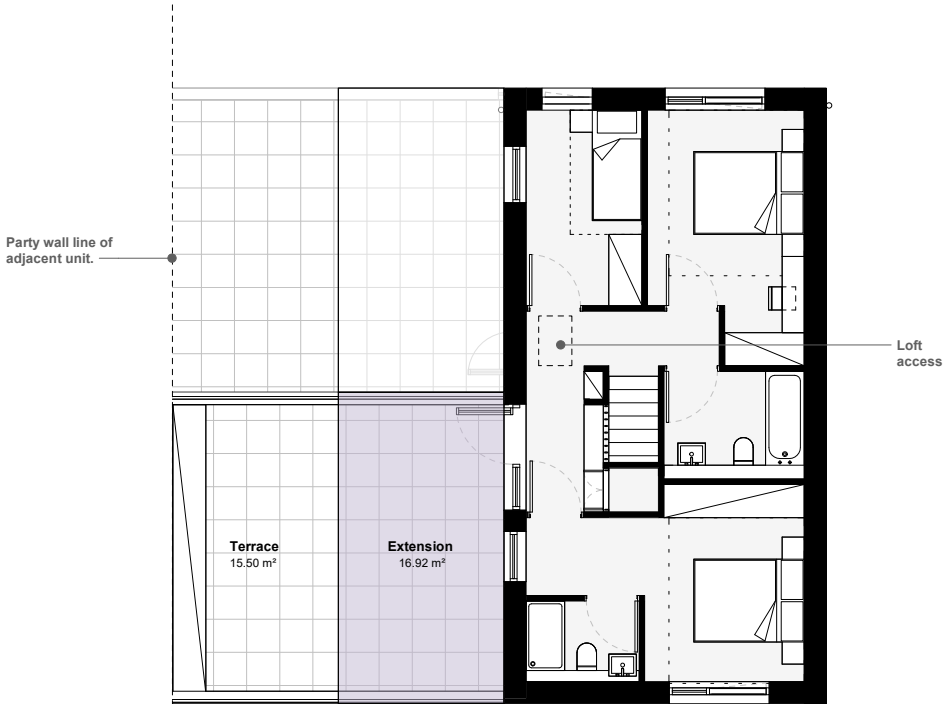 Party wall line of
adjacent unit.
Loft
access
Terrace
15.50 m²
Extension
16.92 m²